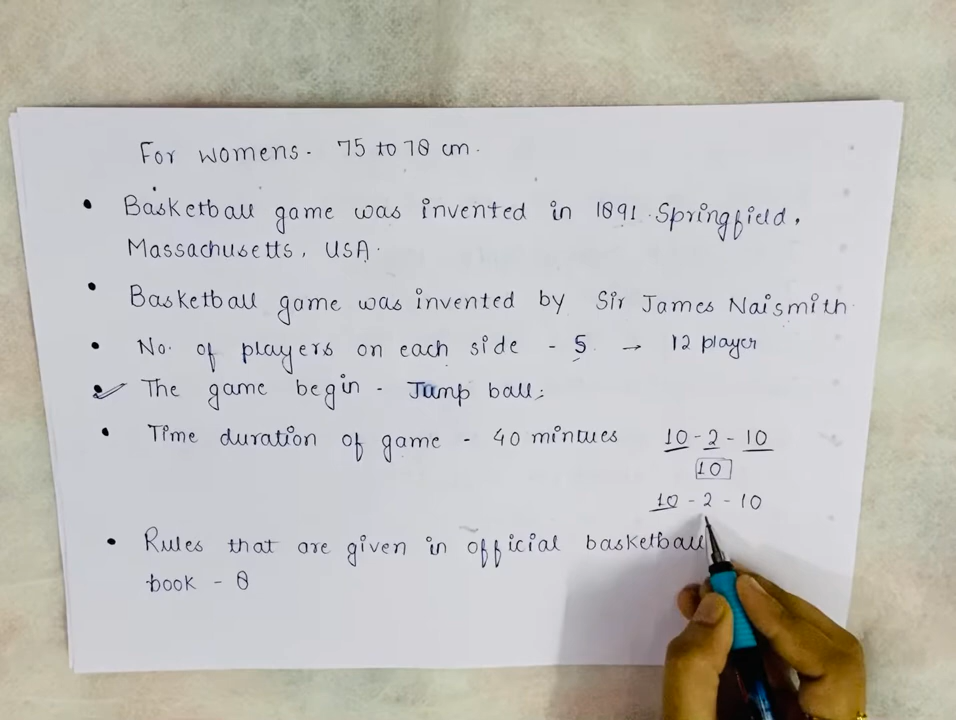 For womens - 75 to 78 cm.
• Basketball game was invented in 1891 Springfield,
Massachusetts, USA.
• Basketball game was invented by Sir James Naismith
• No. of players on each side - 5 → 12 player
The game begin - Jump ball;
• Time duration of game - 40 mintues 10 - 2 - 10
10
10 - 2 - 10
• Rules that are given in official basketball
book - 8